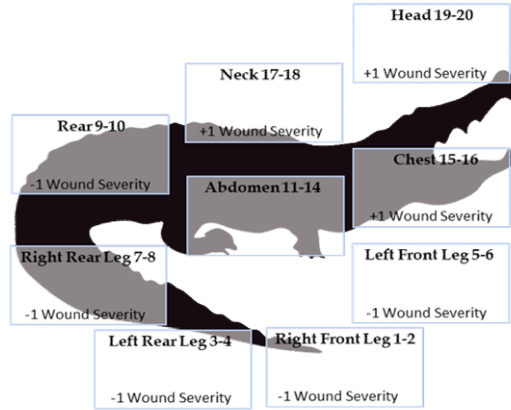 Head 19-20
+1 Wound Severity
Neck 17-18
+1 Wound Severity
Rear 9-10
-1 Wound Severity
Chest 15-16
+1 Wound Severity
Abdomen 11-14
Right Rear Leg 7-8
-1 Wound Severity
Left Front Leg 5-6
-1 Wound Severity
Left Rear Leg 3-4
-1 Wound Severity
Right Front Leg 1-2
-1 Wound Severity